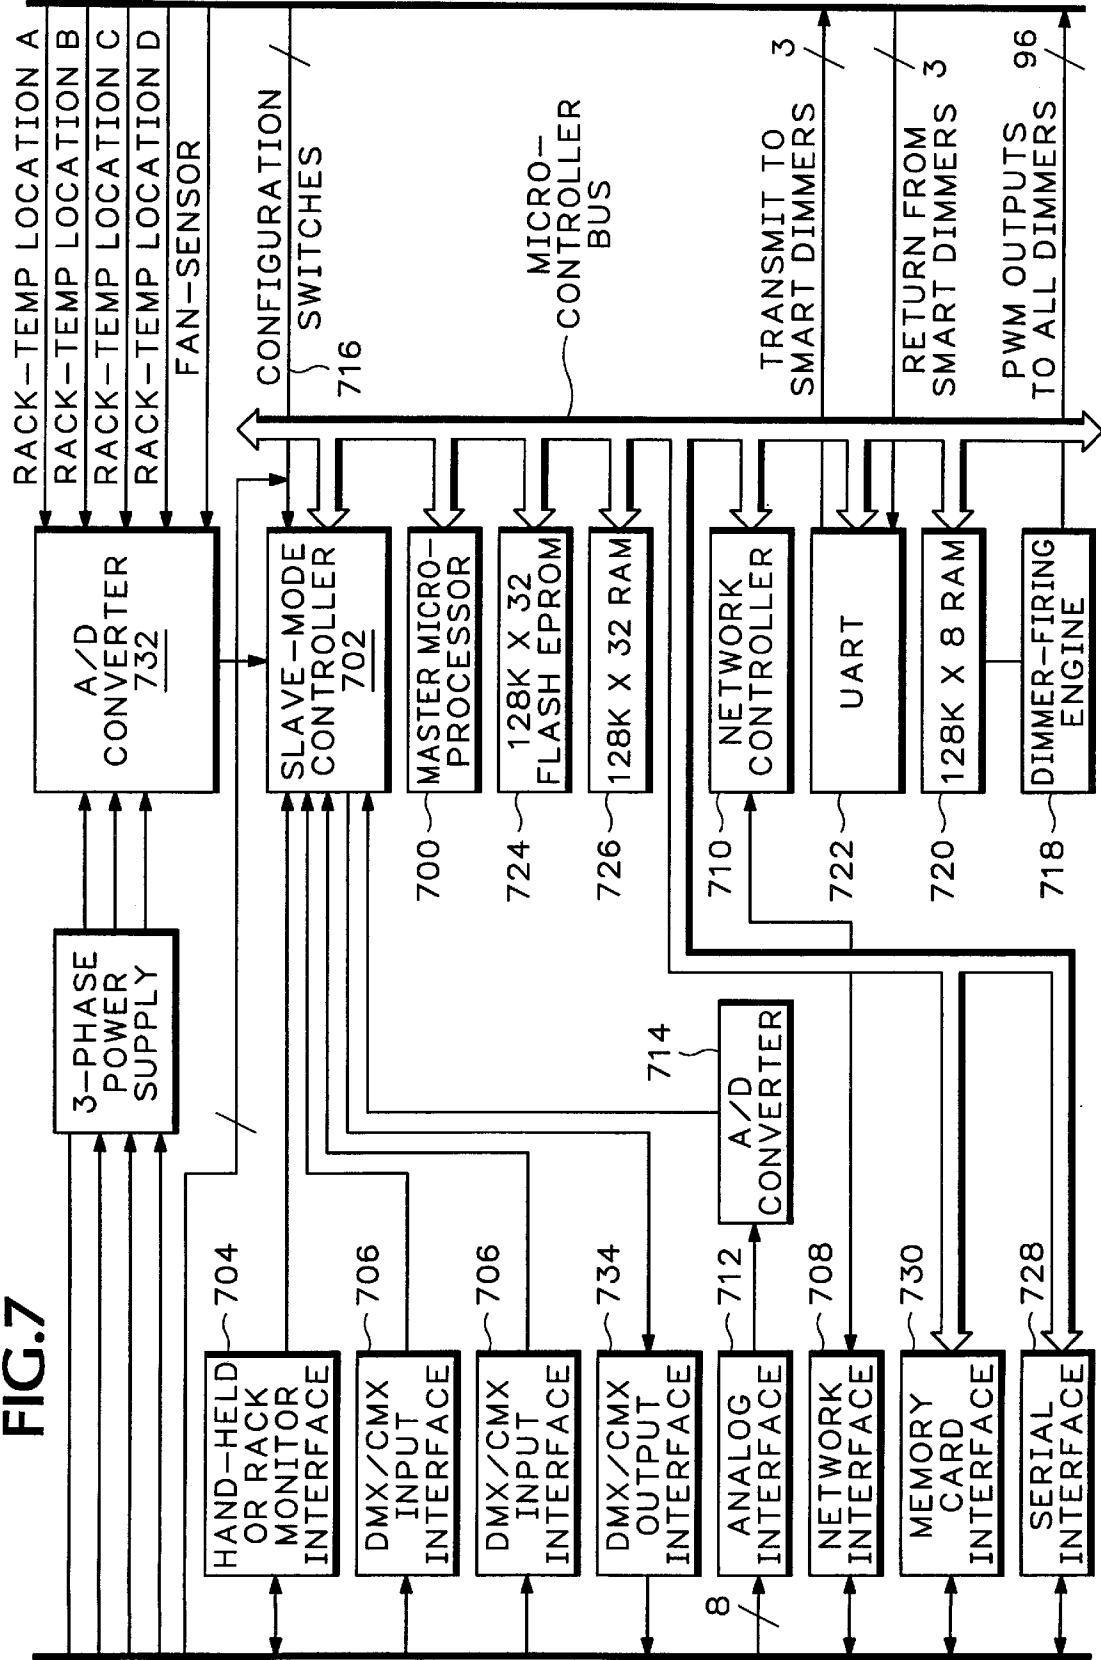 FIG.7
RACK-TEMP LOCATION A
RACK-TEMP LOCATION B
RACK-TEMP LOCATION C
RACK-TEMP LOCATION D
FAN-SENSOR
CONFIGURATION
SWITCHES
716
MICRO-
CONTROLLER
BUS
TRANSMIT TO
SMART DIMMERS
3
RETURN FROM
SMART DIMMERS
3
PWM OUTPUTS
TO ALL DIMMERS
96
3-PHASE
POWER
SUPPLY
A/D
CONVERTER
732
SLAVE-MODE
CONTROLLER
702
MASTER MICRO-
PROCESSOR
700
128K X 32
FLASH EPROM
724
128K X 32 RAM
726
NETWORK
CONTROLLER
710
UART
722
128K X 8 RAM
720
DIMMER-FIRING
ENGINE
718
A/D
CONVERTER
714
HAND-HELD
OR RACK
MONITOR
INTERFACE
704
DMX/CMX
INPUT
INTERFACE
706
DMX/CMX
INPUT
INTERFACE
706
DMX/CMX
OUTPUT
INTERFACE
734
ANALOG
INTERFACE
712
8
NETWORK
INTERFACE
708
MEMORY
CARD
INTERFACE
730
SERIAL
INTERFACE
728